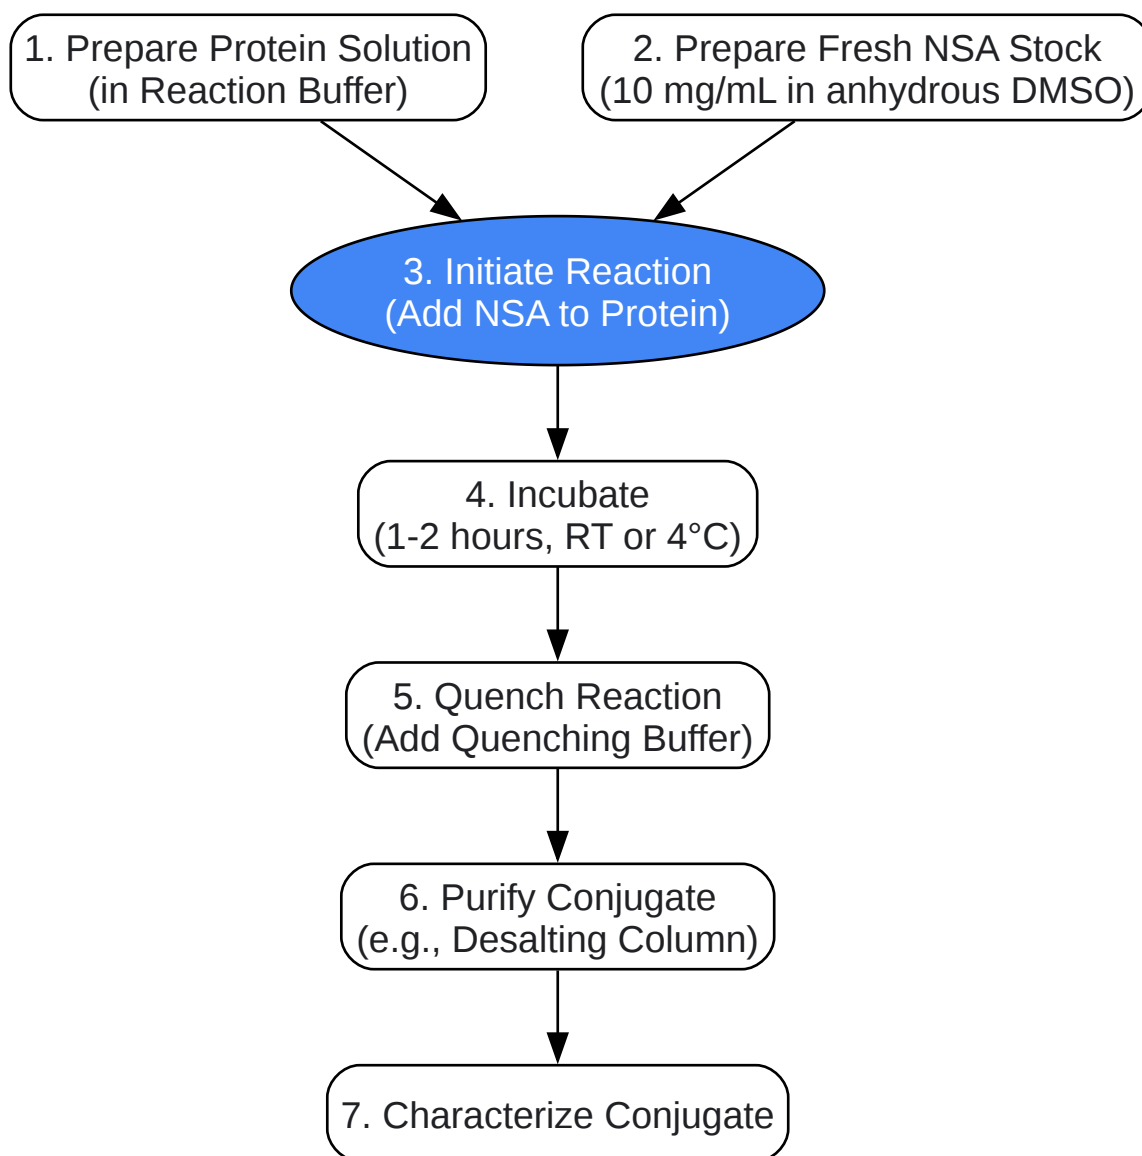 1. Prepare Protein Solution
(in Reaction Buffer)
2. Prepare Fresh NSA Stock
(10 mg/mL in anhydrous DMSO)
3. Initiate Reaction
(Add NSA to Protein)
4. Incubate
(1-2 hours, RT or 4°C)
5. Quench Reaction
(Add Quenching Buffer)
6. Purify Conjugate
(e.g., Desalting Column)
7. Characterize Conjugate